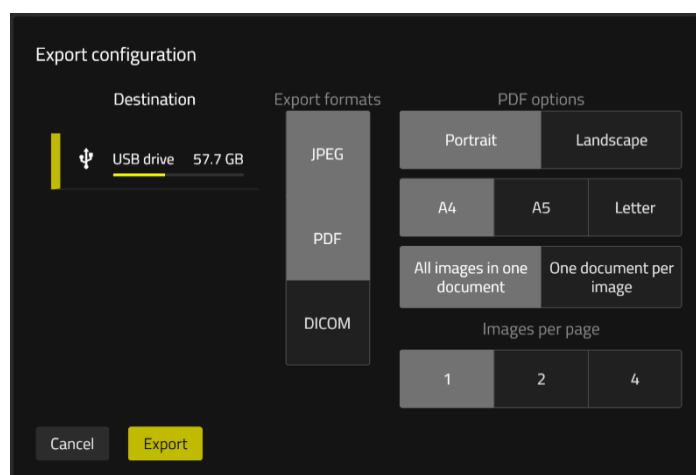 Export configuration
Destination
USB drive 57.7 GB
Export formats
JPEG
PDF
DICOM
PDF options
Portrait
Landscape
A4
A5
Letter
All images in one
document
One document per
image
Images per page
1
2
4
Cancel
Export